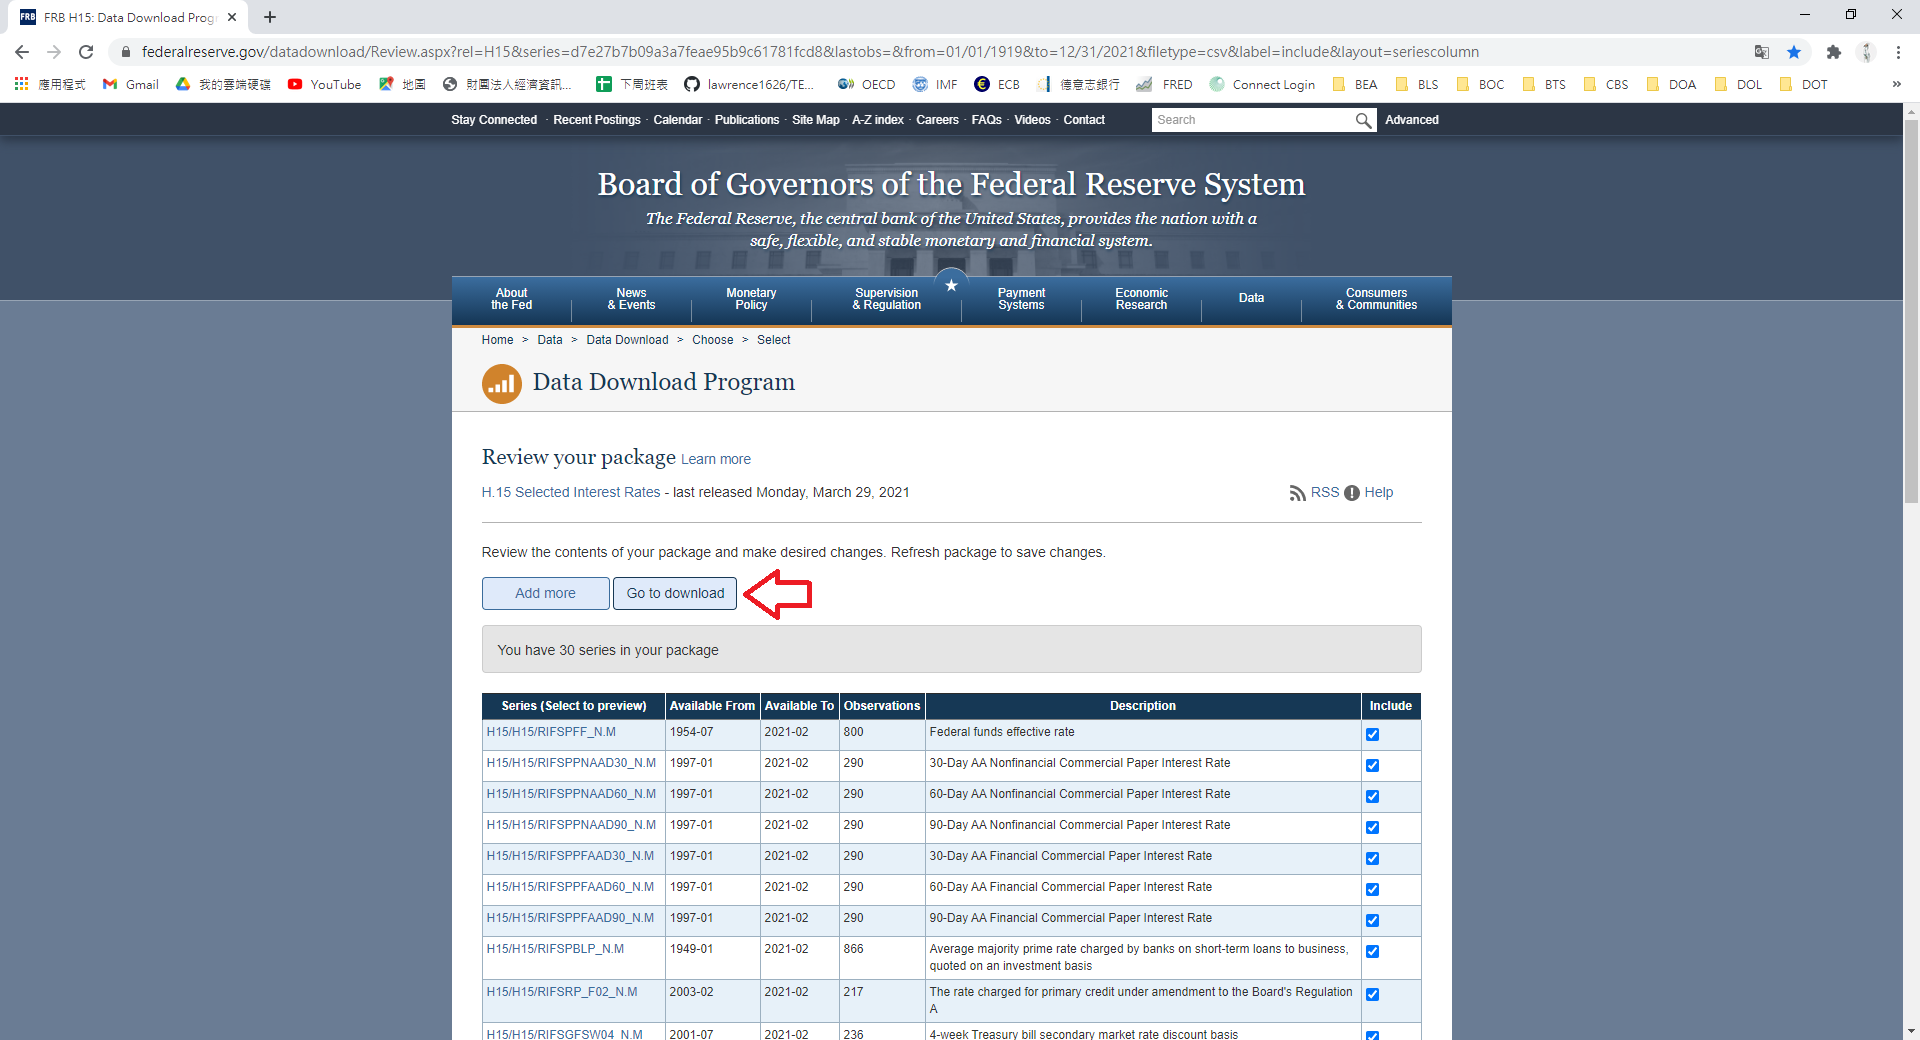 FRB H15: Data Download Prog
federalreserve.gov/datadownload/Review.aspx?rel=H15&series=d7e27b7b09a3a7feae95b9c61781fcd8&lastobs=&from=01/01/1919&to=12/31/2021&filetype=csv&label=include&layout=seriescolumn
應用程式 Gmail 我的雲端硬碟 YouTube 地圖 財團法人經濟資訊... 下周班表 lawrence1626/TE... OECD IMF ECB 德意志銀行 FRED Connect Login BEA BLS BOC BTS CBS DOA DOL DOT »
Stay Connected · Recent Postings · Calendar · Publications · Site Map · A-Z index · Careers · FAQs · Videos · Contact Search Advanced
Board of Governors of the Federal Reserve System
The Federal Reserve, the central bank of the United States, provides the nation with a
safe, flexible, and stable monetary and financial system.
About the Fed News & Events Monetary Policy Supervision & Regulation Payment Systems Economic Research Data Consumers & Communities
Home > Data > Data Download > Choose > Select
Data Download Program
Review your package Learn more
H.15 Selected Interest Rates - last released Monday, March 29, 2021 RSS Help
Review the contents of your package and make desired changes. Refresh package to save changes.
Add more Go to download
You have 30 series in your package
Series (Select to preview) Available From Available To Observations Description Include
H15/H15/RIFSPFF_N.M 1954-07 2021-02 800 Federal funds effective rate
H15/H15/RIFSPPNAAD30_N.M 1997-01 2021-02 290 30-Day AA Nonfinancial Commercial Paper Interest Rate
H15/H15/RIFSPPNAAD60_N.M 1997-01 2021-02 290 60-Day AA Nonfinancial Commercial Paper Interest Rate
H15/H15/RIFSPPNAAD90_N.M 1997-01 2021-02 290 90-Day AA Nonfinancial Commercial Paper Interest Rate
H15/H15/RIFSPPFAAD30_N.M 1997-01 2021-02 290 30-Day AA Financial Commercial Paper Interest Rate
H15/H15/RIFSPPFAAD60_N.M 1997-01 2021-02 290 60-Day AA Financial Commercial Paper Interest Rate
H15/H15/RIFSPPFAAD90_N.M 1997-01 2021-02 290 90-Day AA Financial Commercial Paper Interest Rate
H15/H15/RIFSPBLP_N.M 1949-01 2021-02 866 Average majority prime rate charged by banks on short-term loans to business,
quoted on an investment basis
H15/H15/RIFSRP_F02_N.M 2003-02 2021-02 217 The rate charged for primary credit under amendment to the Board's Regulation
A
H15/H15/RIFSGFSW04_N.M 2001-07 2021-02 236 4-week Treasury bill secondary market rate discount basis